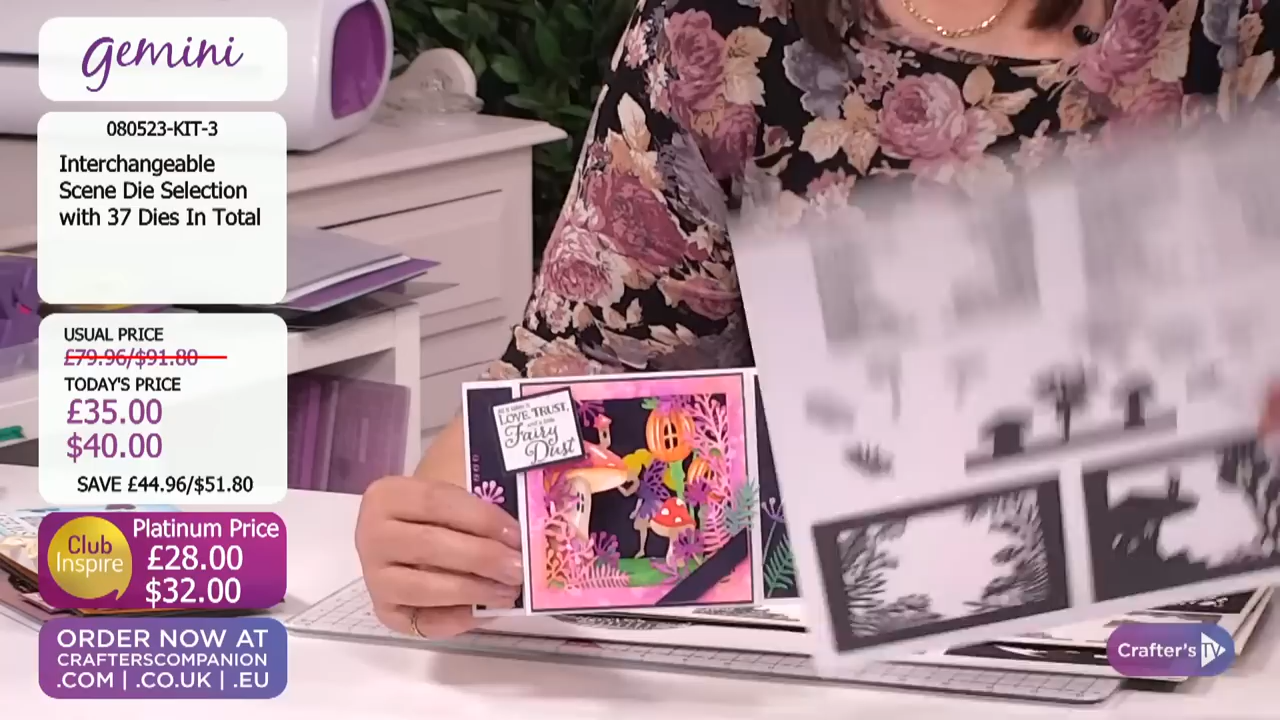 gemini
080523-KIT-3
Interchangeable
Scene Die Selection
with 37 Dies In Total
USUAL PRICE
£79.96/$91.80
TODAY'S PRICE
£35.00
$40.00
SAVE £44.96/$51.80
Club
Inspire
Platinum Price
£28.00
$32.00
ORDER NOW AT
CRAFTERSCOMPANION
.COM | .CO.UK | .EU
LOVE, TRUST,
Fairy
Dust
Crafter's TV